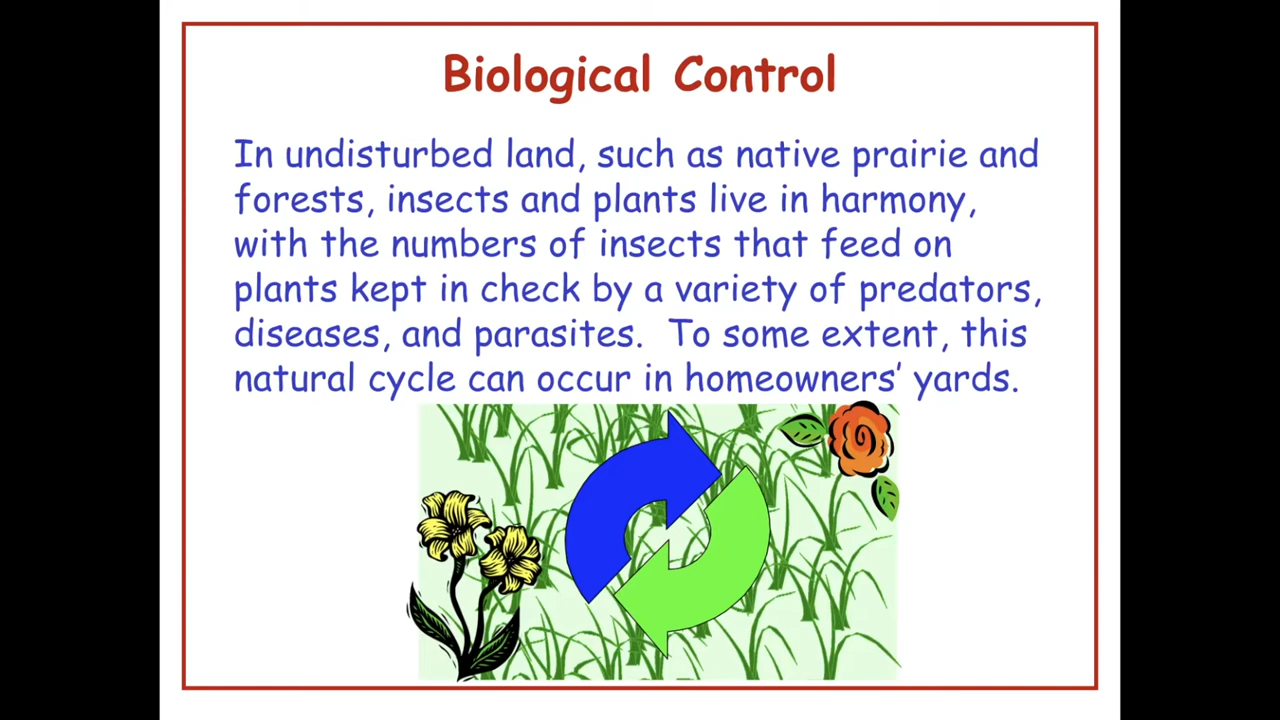 Biological Control
In undisturbed land, such as native prairie and
forests, insects and plants live in harmony,
with the numbers of insects that feed on
plants kept in check by a variety of predators,
diseases, and parasites.  To some extent, this
natural cycle can occur in homeowners’ yards.